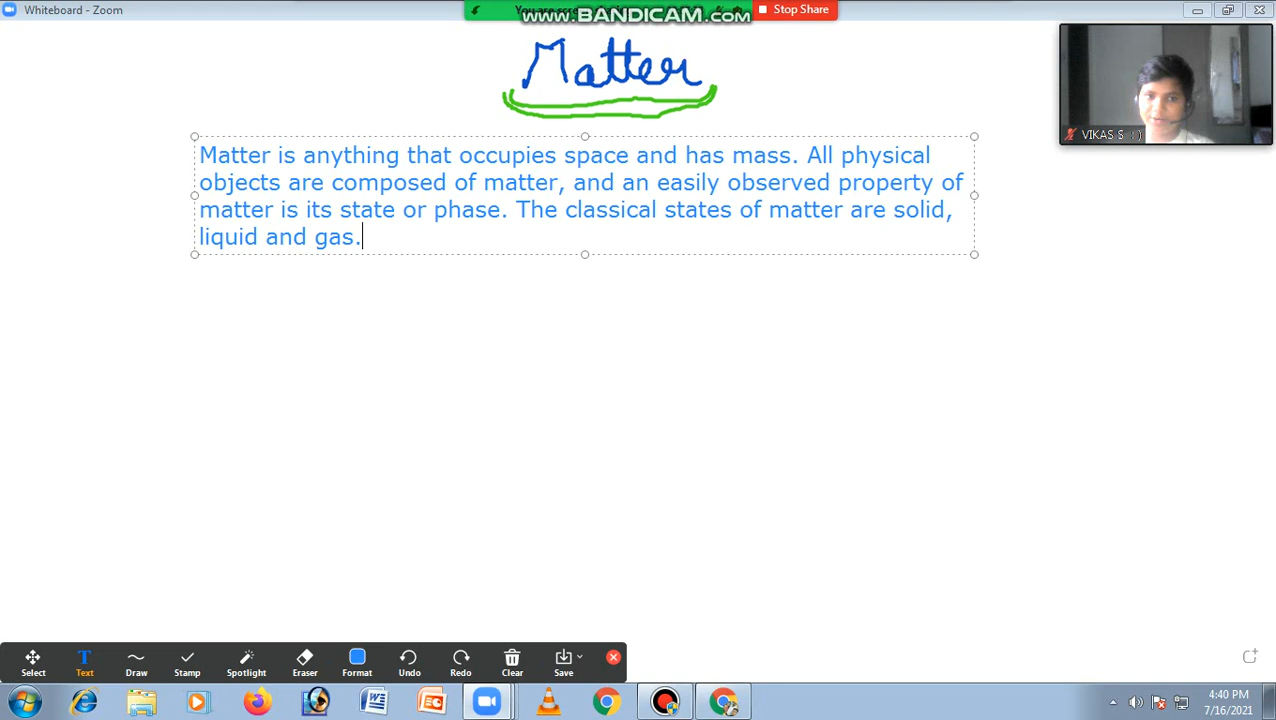 Whiteboard - Zoom
You are scree
www.BANDICAM.com
Stop Share
Matter
VIKAS S :)
Matter is anything that occupies space and has mass. All physical
objects are composed of matter, and an easily observed property of
matter is its state or phase. The classical states of matter are solid,
liquid and gas.
Select
Text
Draw
Stamp
Spotlight
Eraser
Format
Undo
Redo
Clear
Save
4:40 PM
7/16/2021